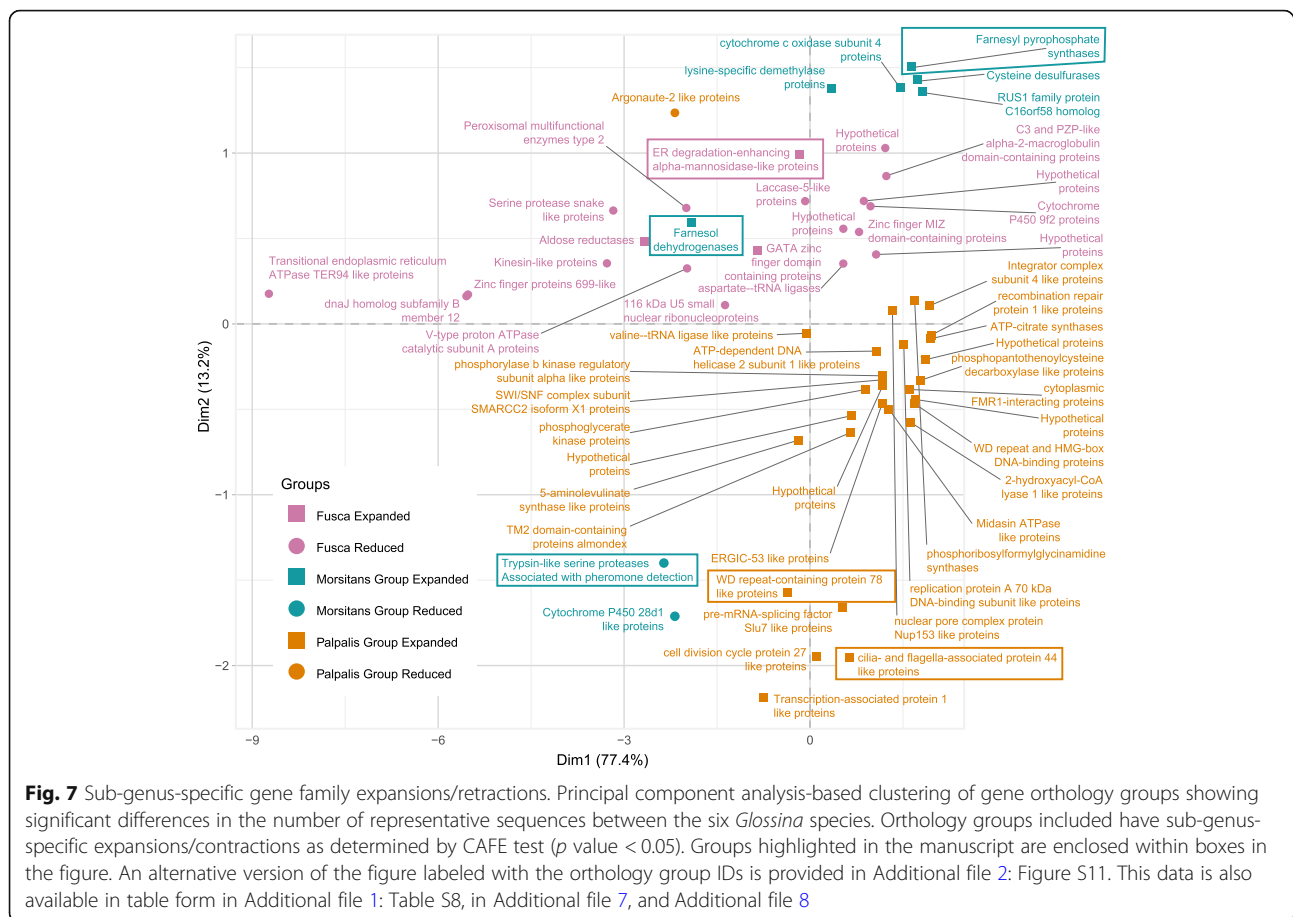 cytochrome c oxidase subunit 4
proteins
Farnesyl pyrophosphate
synthases
lysine-specific demethylase
proteins
Cysteine desulfurases
RUS1 family protein
C16orf58 homolog
Argonaute-2 like proteins
Peroxisomal multifunctional
enzymes type 2
Hypothetical
proteins
C3 and PZP-like
alpha-2-macroglobulin
domain-containing proteins
ER degradation-enhancing
alpha-mannosidase-like proteins
Hypothetical
proteins
Laccase-5-like
proteins
Serine protease snake
like proteins
Cytochrome
P450 9f2 proteins
Hypothetical
proteins
Zinc finger MIZ
domain-containing proteins
Farnesol
dehydrogenases
Aldose reductases
Hypothetical
proteins
GATA zinc
finger domain
containing proteins
Kinesin-like proteins
Transitional endoplasmic reticulum
ATPase TER94 like proteins
Integrator complex
subunit 4 like proteins
Zinc finger proteins 699-like
aspartate--tRNA ligases
dnaJ homolog subfamily B
member 12
116 kDa U5 small
nuclear ribonucleoproteins
recombination repair
protein 1 like proteins
V-type proton ATPase
catalytic subunit A proteins
valine--tRNA ligase like proteins
ATP-citrate synthases
Hypothetical proteins
ATP-dependent DNA
helicase 2 subunit 1 like proteins
phosphopantothenoylcysteine
decarboxylase like proteins
phosphorylase b kinase regulatory
subunit alpha like proteins
cytoplasmic
FMR1-interacting proteins
SWI/SNF complex subunit
SMARCC2 isoform X1 proteins
Hypothetical
proteins
phosphoglycerate
kinase proteins
WD repeat and HMG-box
DNA-binding proteins
Hypothetical
proteins
2-hydroxyacyl-CoA
lyase 1 like proteins
5-aminolevulinate
synthase like proteins
Hypothetical
proteins
TM2 domain-containing
proteins almondex
Midasin ATPase
like proteins
ERGIC-53 like proteins
phosphoribosylformylglycinamidine
synthases
Trypsin-like serine proteases
Associated with pheromone detection
WD repeat-containing protein 78
like proteins
replication protein A 70 kDa
DNA-binding subunit like proteins
Cytochrome P450 28d1
like proteins
pre-mRNA-splicing factor
Slu7 like proteins
nuclear pore complex protein
Nup153 like proteins
cell division cycle protein 27
like proteins
cilia- and flagella-associated protein 44
like proteins
Transcription-associated protein 1
like proteins
Groups
Fusca Expanded
Fusca Reduced
Morsitans Group Expanded
Morsitans Group Reduced
Palpalis Group Expanded
Palpalis Group Reduced
1
0
−1
−2
Dim2 (13.2%)
−9
−6
−3
0
Dim1 (77.4%)
Fig. 7 Sub-genus-specific gene family expansions/retractions. Principal component analysis-based clustering of gene orthology groups showing
significant differences in the number of representative sequences between the six Glossina species. Orthology groups included have sub-genus-
specific expansions/contractions as determined by CAFE test (p value < 0.05). Groups highlighted in the manuscript are enclosed within boxes in
the figure. An alternative version of the figure labeled with the orthology group IDs is provided in Additional file 2: Figure S11. This data is also
available in table form in Additional file 1: Table S8, in Additional file 7, and Additional file 8